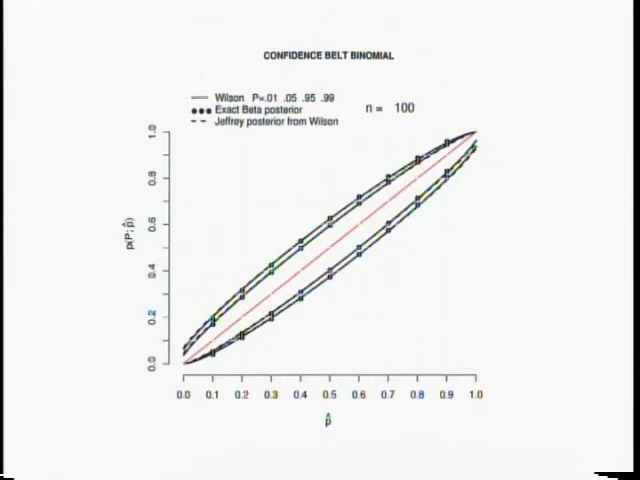 CONFIDENCE BELT BINOMIAL
Wilson P=.01 .05 .95 .99
Exact Beta posterior
n = 100
Jeffrey posterior from Wilson
1.0
0.8
0.6
p(P; p̂)
0.4
0.2
0.0
0.0 0.1 0.2 0.3 0.4 0.5 0.6 0.7 0.8 0.9 1.0
p̂